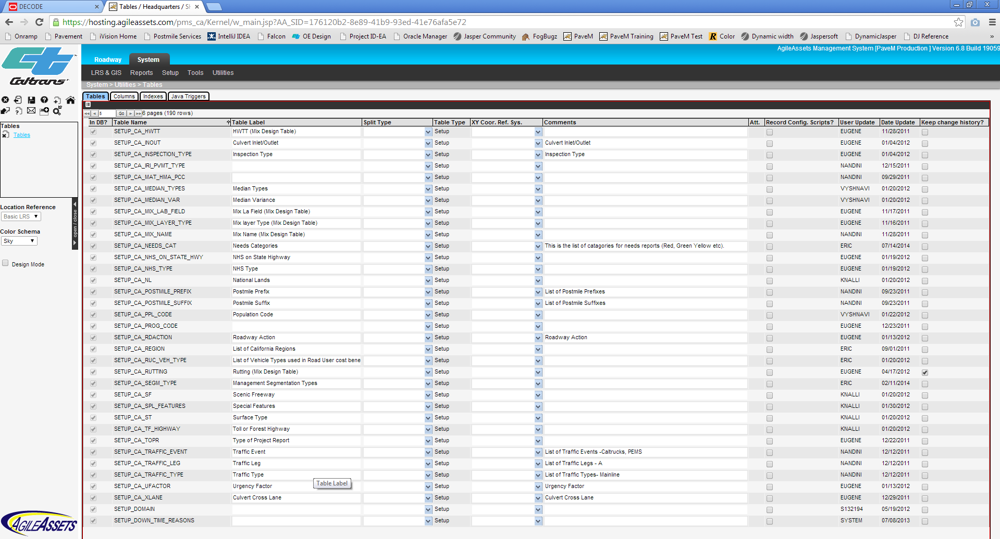 DECODE
Tables / Headquarters / SH
https://hosting.agileassets.com/pms_ca/Kernel/w_main.jsp?AA_SID=176120b2-8e89-41b9-93ed-41e76afa5e72
Onramp Pavement iVision Home Postmile Services IntelliJ IDEA Falcon OE Design Project ID-EA Oracle Manager Jasper Community FogBugz PaveM PaveM Training PaveM Test Color Dynamic width Jaspersoft DynamicJasper DJ Reference »
AgileAssets Management System [PaveM Production ] Version 6.8 Build 19059
Caltrans
Roadway System
LRS & GIS Reports Setup Tools Utilities
System > Utilities > Tables
Tables Columns Indexes Java Triggers
<< < 5 Go > >> 6 pages (190 rows)
Tables
Tables
Location Reference
Basic LRS
Color Schema
Sky
Design Mode
open / close
In DB? Table Name Table Label Split Type Table Type XY Coor. Ref. Sys. Comments Att. Record Config. Scripts? User Update Date Update Keep change history?
SETUP_CA_HWTT HWTT (Mix Design Table) Setup EUGENE 11/28/2011
SETUP_CA_INOUT Culvert Inlet/Outlet Setup Culvert Inlet/Outlet EUGENE 01/04/2012
SETUP_CA_INSPECTION_TYPE Inspection Type Setup Inspection Type EUGENE 01/04/2012
SETUP_CA_IRI_PVMT_TYPE Setup NANDINI 12/15/2011
SETUP_CA_MAT_HMA_PCC Setup NANDINI 09/29/2011
SETUP_CA_MEDIAN_TYPES Median Types Setup VYSHNAVI 01/20/2012
SETUP_CA_MEDIAN_VAR Median Variance Setup VYSHNAVI 01/20/2012
SETUP_CA_MIX_LAB_FIELD Mix La Field (Mix Design Table) Setup EUGENE 11/17/2011
SETUP_CA_MIX_LAYER_TYPE Mix layer Type (Mix Design Table) Setup EUGENE 11/16/2011
SETUP_CA_MIX_NAME Mix Name (Mix Design Table) Setup NANDINI 11/28/2011
SETUP_CA_NEEDS_CAT Needs Categories Setup This is the list of catagories for needs reports (Red, Green Yellow etc). ERIC 07/14/2014
SETUP_CA_NHS_ON_STATE_HWY NHS on State Highway Setup EUGENE 01/19/2012
SETUP_CA_NHS_TYPE NHS Type Setup EUGENE 01/19/2012
SETUP_CA_NL National Lands Setup KNALLI 01/20/2012
SETUP_CA_POSTMILE_PREFIX Postmile Prefix Setup List of Postmile Prefixes NANDINI 09/23/2011
SETUP_CA_POSTMILE_SUFFIX Postmile Suffix Setup List of Postmile Suffixes NANDINI 09/23/2011
SETUP_CA_PPL_CODE Population Code Setup VYSHNAVI 01/22/2012
SETUP_CA_PROG_CODE Setup EUGENE 12/23/2011
SETUP_CA_RDACTION Roadway Action Setup Roadway Action EUGENE 01/13/2012
SETUP_CA_REGION List of California Regions Setup ERIC 09/01/2011
SETUP_CA_RUC_VEH_TYPE List of Vehicle Types used in Road User cost bene Setup ERIC 01/20/2012
SETUP_CA_RUTTING Rutting (Mix Design Table) Setup EUGENE 04/17/2012
SETUP_CA_SEGM_TYPE Management Segmentation Types Setup ERIC 02/11/2014
SETUP_CA_SF Scenic Freeway Setup KNALLI 01/20/2012
SETUP_CA_SPL_FEATURES Special Features Setup KNALLI 01/30/2012
SETUP_CA_ST Surface Type Setup KNALLI 01/20/2012
SETUP_CA_TF_HIGHWAY Toll or Forest Highway Setup KNALLI 01/20/2012
SETUP_CA_TOPR Type of Project Report Setup EUGENE 12/22/2011
SETUP_CA_TRAFFIC_EVENT Traffic Event Setup List of Traffic Events -Caltrucks, PEMS NANDINI 12/12/2011
SETUP_CA_TRAFFIC_LEG Traffic Leg Setup List of Traffic Legs - A NANDINI 12/12/2011
SETUP_CA_TRAFFIC_TYPE Traffic Type Setup List of Traffic Types- Mainline NANDINI 12/12/2011
Table Label
SETUP_CA_UFACTOR Urgency Factor Setup Urgency Factor EUGENE 01/13/2012
SETUP_CA_XLANE Culvert Cross Lane Setup Culvert Cross Lane EUGENE 12/29/2011
SETUP_DOMAIN Setup S132194 05/19/2012
SETUP_DOWN_TIME_REASONS Setup SYSTEM 07/08/2013
AGILEASSETS